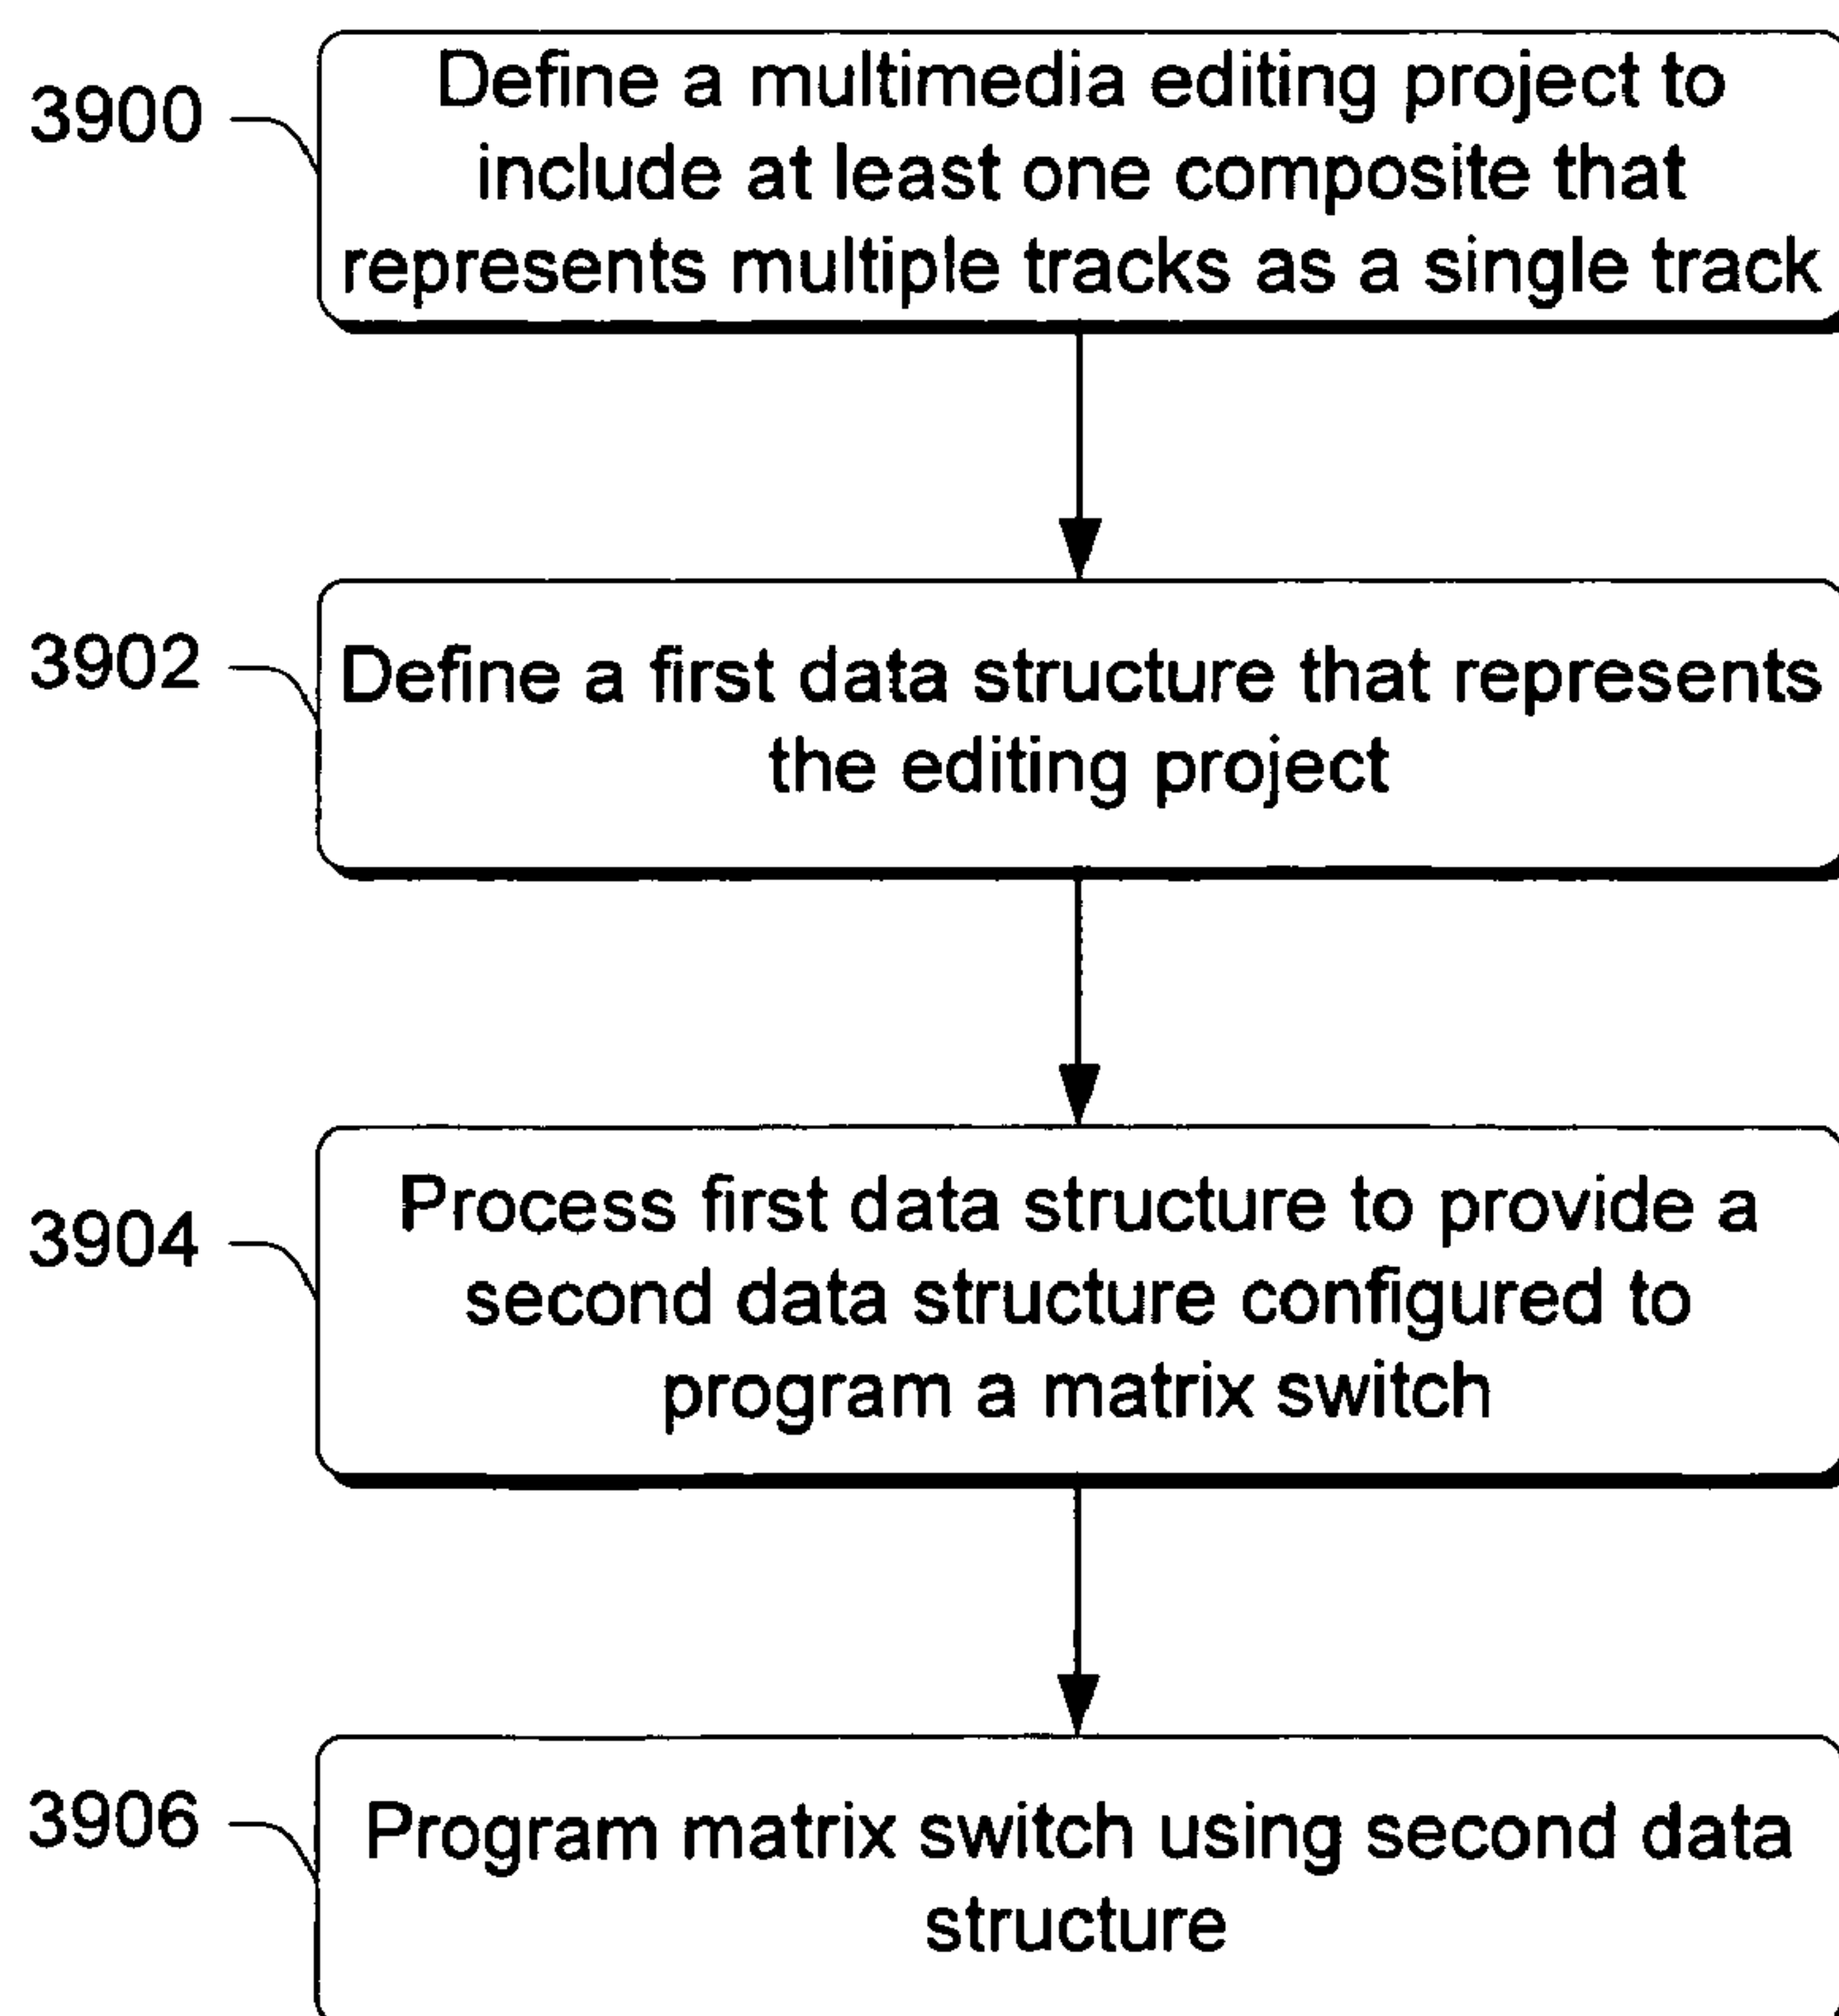 3900
Define a multimedia editing project to
include at least one composite that
represents multiple tracks as a single track
3902
Define a first data structure that represents
the editing project
3904
Process first data structure to provide a
second data structure configured to
program a matrix switch
3906
Program matrix switch using second data
structure